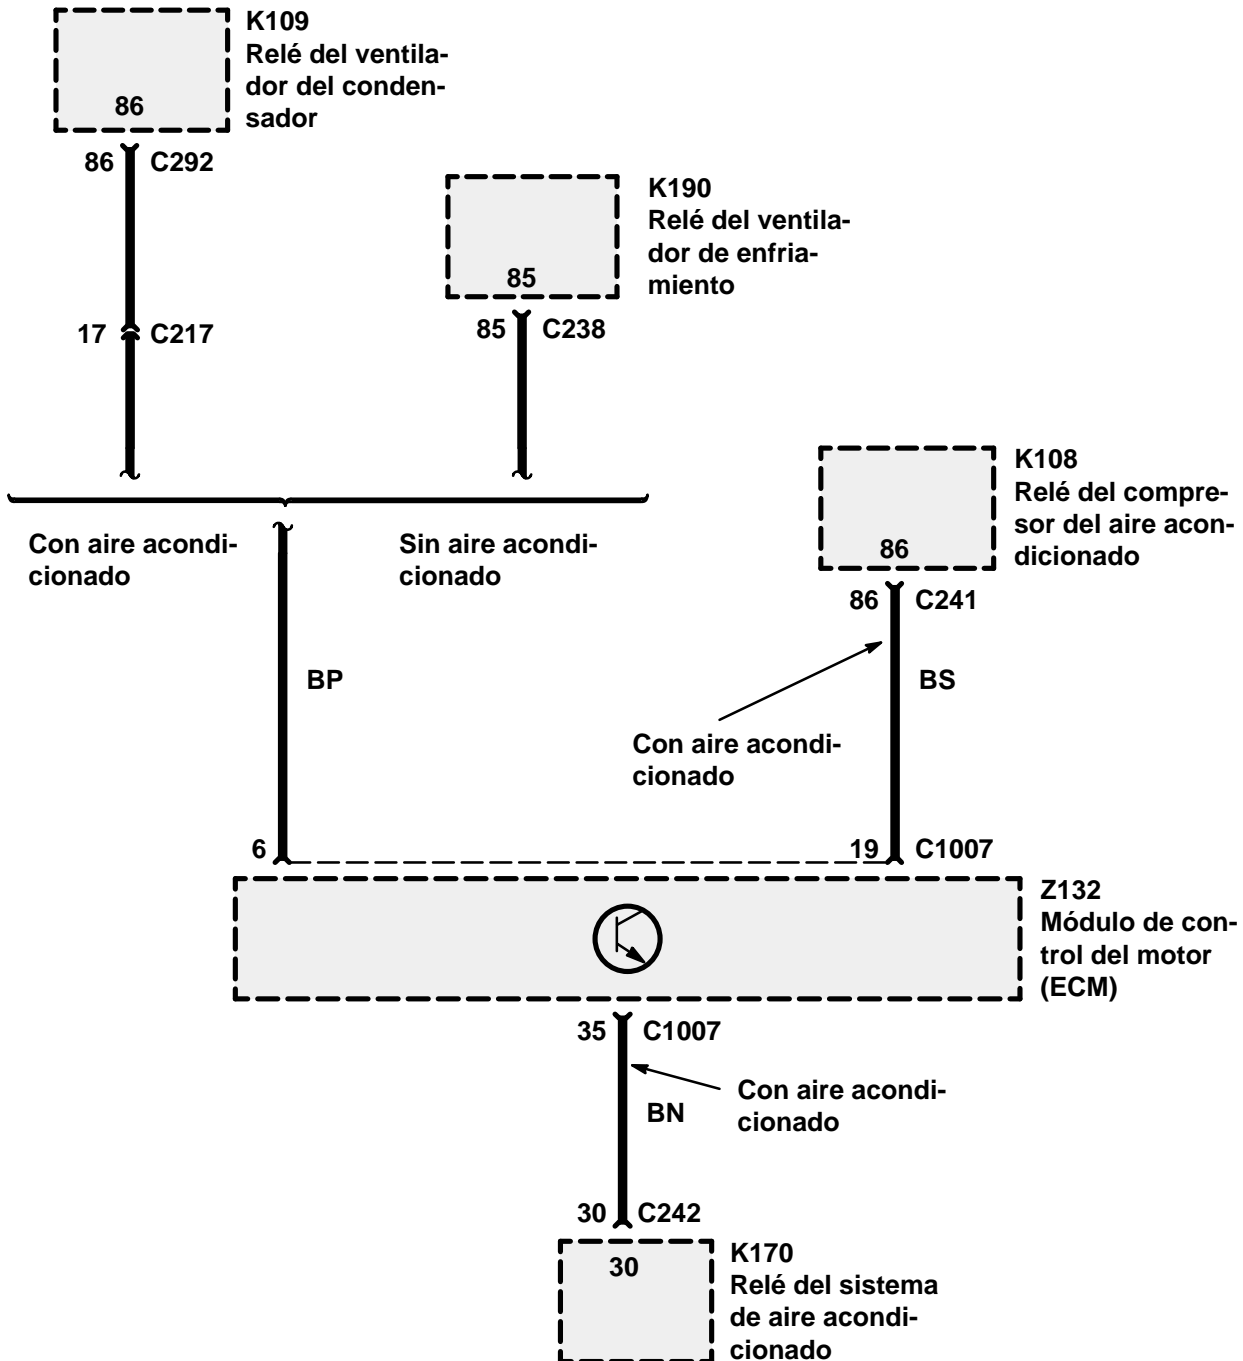 K109
Relé del ventila-
dor del conden-
sador
86
86 C292
K190
Relé del ventila-
dor de enfria-
miento
85
85 C238
17 C217
K108
Relé del compre-
sor del aire acon-
dicionado
86
86 C241
Con aire acondi-
cionado
Sin aire acondi-
cionado
BP
BS
Con aire acondi-
cionado
6
19 C1007
Z132
Módulo de con-
trol del motor
(ECM)
35 C1007
Con aire acondi-
cionado
BN
30 C242
30
K170
Relé del sistema
de aire acondi-
cionado